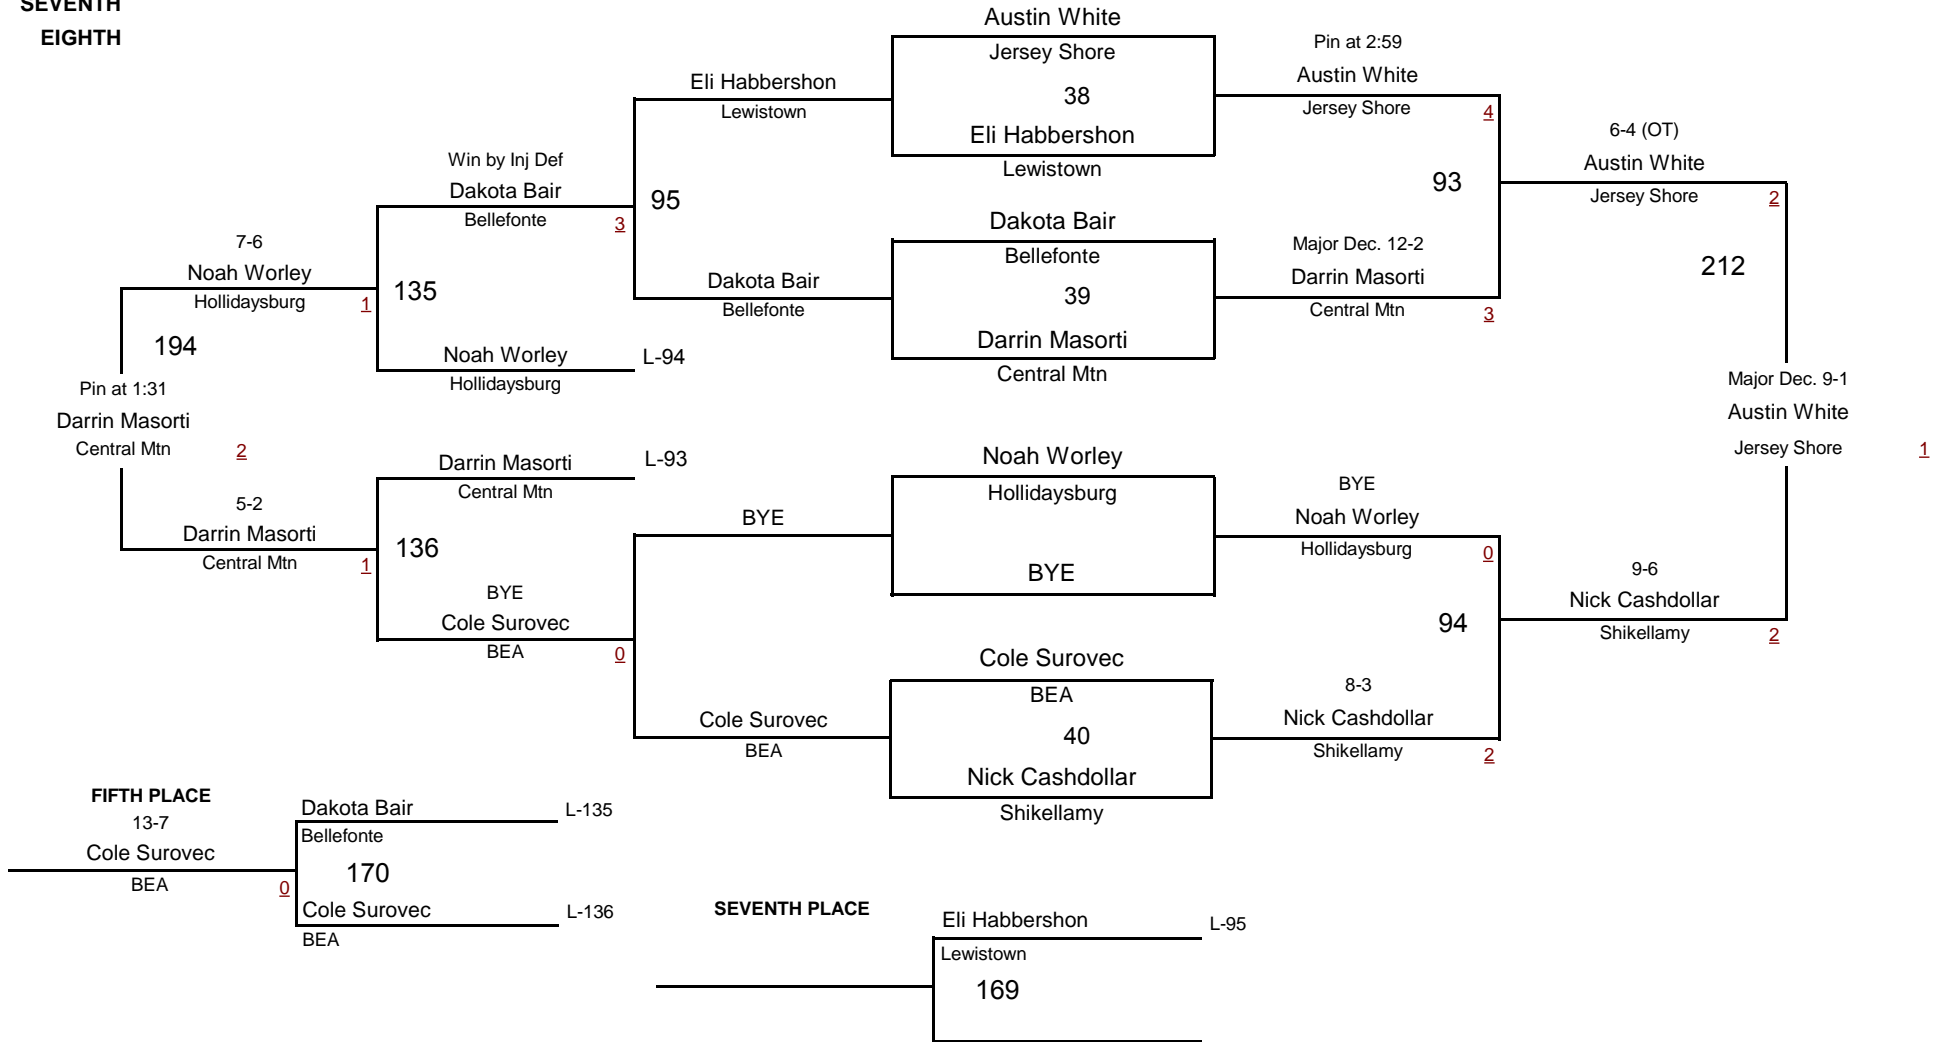 SEVENTH
EIGHTH
Austin White
Jersey Shore
38
Eli Habbershon
Lewistown
Pin at 2:59
Austin White
Jersey Shore
4
Eli Habbershon
Lewistown
6-4 (OT)
Austin White
Jersey Shore
2
Win by Inj Def
Dakota Bair
Bellefonte
3
95
93
Dakota Bair
Bellefonte
39
Darrin Masorti
Central Mtn
Major Dec. 12-2
Darrin Masorti
Central Mtn
3
Dakota Bair
Bellefonte
7-6
Noah Worley
Hollidaysburg
1
135
212
194
Noah Worley
L-94
Hollidaysburg
Pin at 1:31
Darrin Masorti
Central Mtn
2
Major Dec. 9-1
Austin White
Jersey Shore
1
Darrin Masorti
L-93
Central Mtn
Noah Worley
Hollidaysburg
BYE
BYE
Noah Worley
Hollidaysburg
0
5-2
Darrin Masorti
Central Mtn
1
136
BYE
BYE
Cole Surovec
BEA
0
9-6
Nick Cashdollar
Shikellamy
2
94
Cole Surovec
BEA
40
Nick Cashdollar
Shikellamy
8-3
Nick Cashdollar
Shikellamy
2
Cole Surovec
BEA
FIFTH PLACE
13-7
Cole Surovec
BEA
0
Dakota Bair
L-135
Bellefonte
170
Cole Surovec
L-136
BEA
SEVENTH PLACE
Eli Habbershon
L-95
Lewistown
169